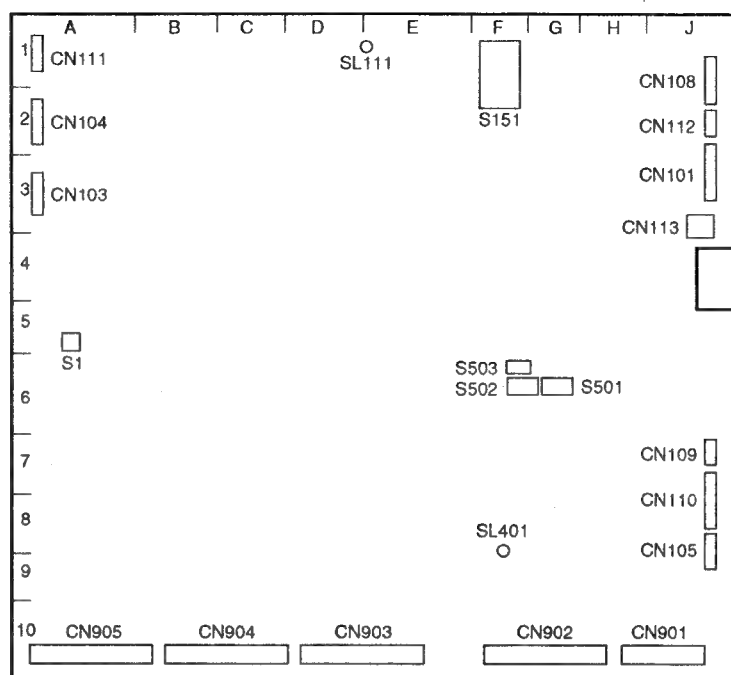 A B C D E F G H J
1 CN111 SL111 CN108
2 CN104 S151 CN112
3 CN103 CN101
CN113
4
5
S1 S503
6 S502 S501
7 CN109
8 CN110
SL401 CN105
9
10 CN905 CN904 CN903 CN902 CN901